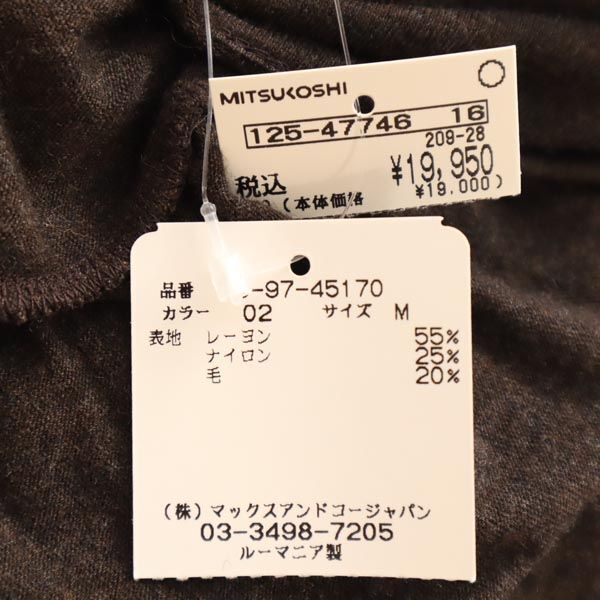 MITSUKOSHI
125-47746 16
209-28
税込 ¥19,950
(本体価格 ¥19,000)
品番 -97-45170
カラー 02 サイズ M
表地 レーヨン 55%
ナイロン 25%
毛 20%
(株)マックスアンドコージャパン
03-3498-7205
ルーマニア製